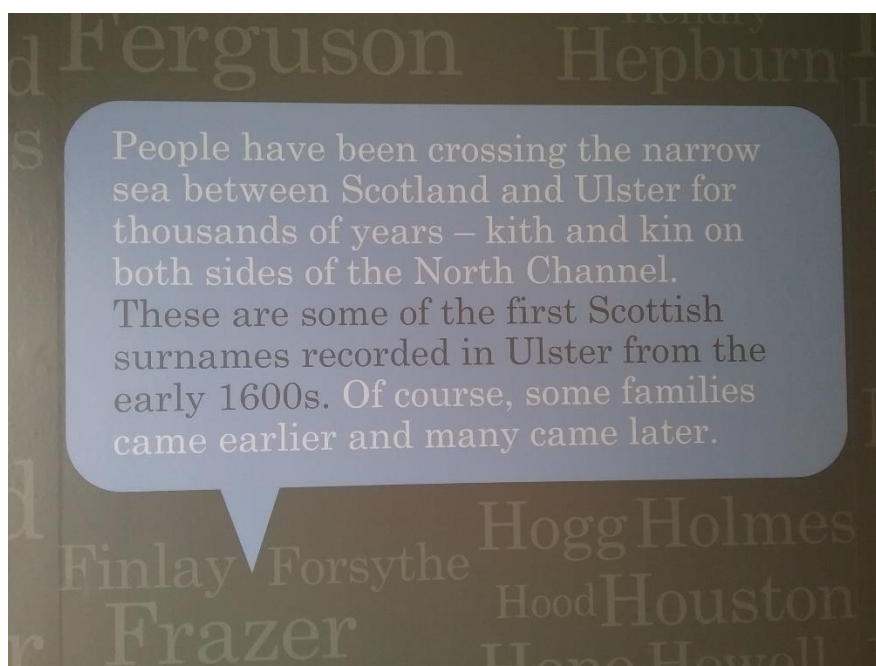 Hendry
Ferguson
Hepburn
People have been crossing the narrow
sea between Scotland and Ulster for
thousands of years – kith and kin on
both sides of the North Channel.
These are some of the first Scottish
surnames recorded in Ulster from the
early 1600s. Of course, some families
came earlier and many came later.
Hogg Holmes
Finlay Forsythe
Hood Houston
Frazer
Hope Howell